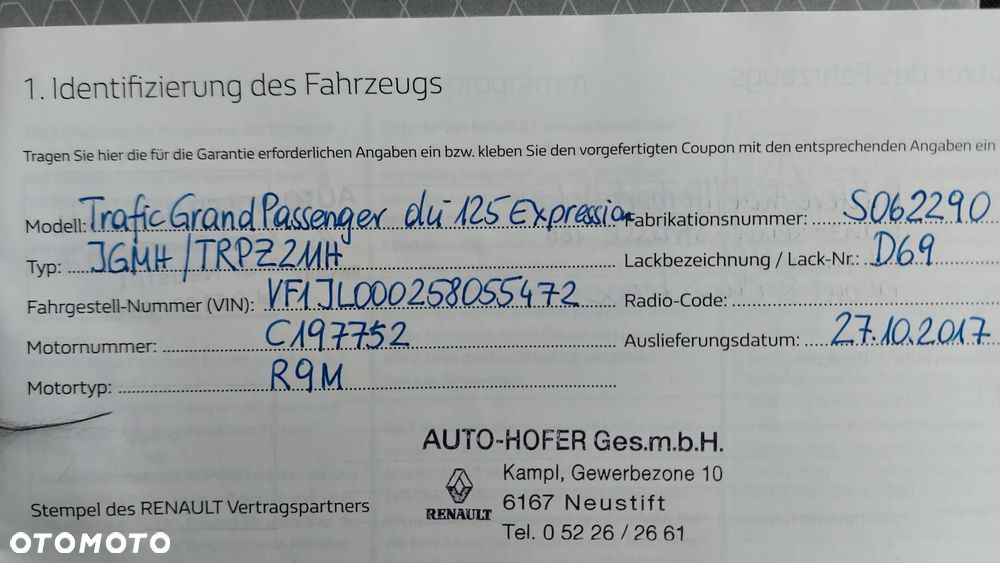 1. Identifizierung des Fahrzeugs
Tragen Sie hier die für die Garantie erforderlichen Angaben ein bzw. kleben Sie den vorgefertigten Coupon mit den entsprechenden Angaben ein
Modell: Trafic Grand Passenger dci 125 Expression
Fabrikationsnummer: S062290
Typ: JGMH/TRPZ2MH
Lackbezeichnung / Lack-Nr.: D69
Fahrgestell-Nummer (VIN): VF1JL000258055472
Radio-Code:
Motornummer: C197752
Auslieferungsdatum: 27.10.2017
Motortyp: R9M
AUTO-HOFER Ges.m.b.H.
Kampl, Gewerbezone 10
6167 Neustift
Tel. 0 52 26 / 26 61
RENAULT
Stempel des RENAULT Vertragspartners
OTOMOTO